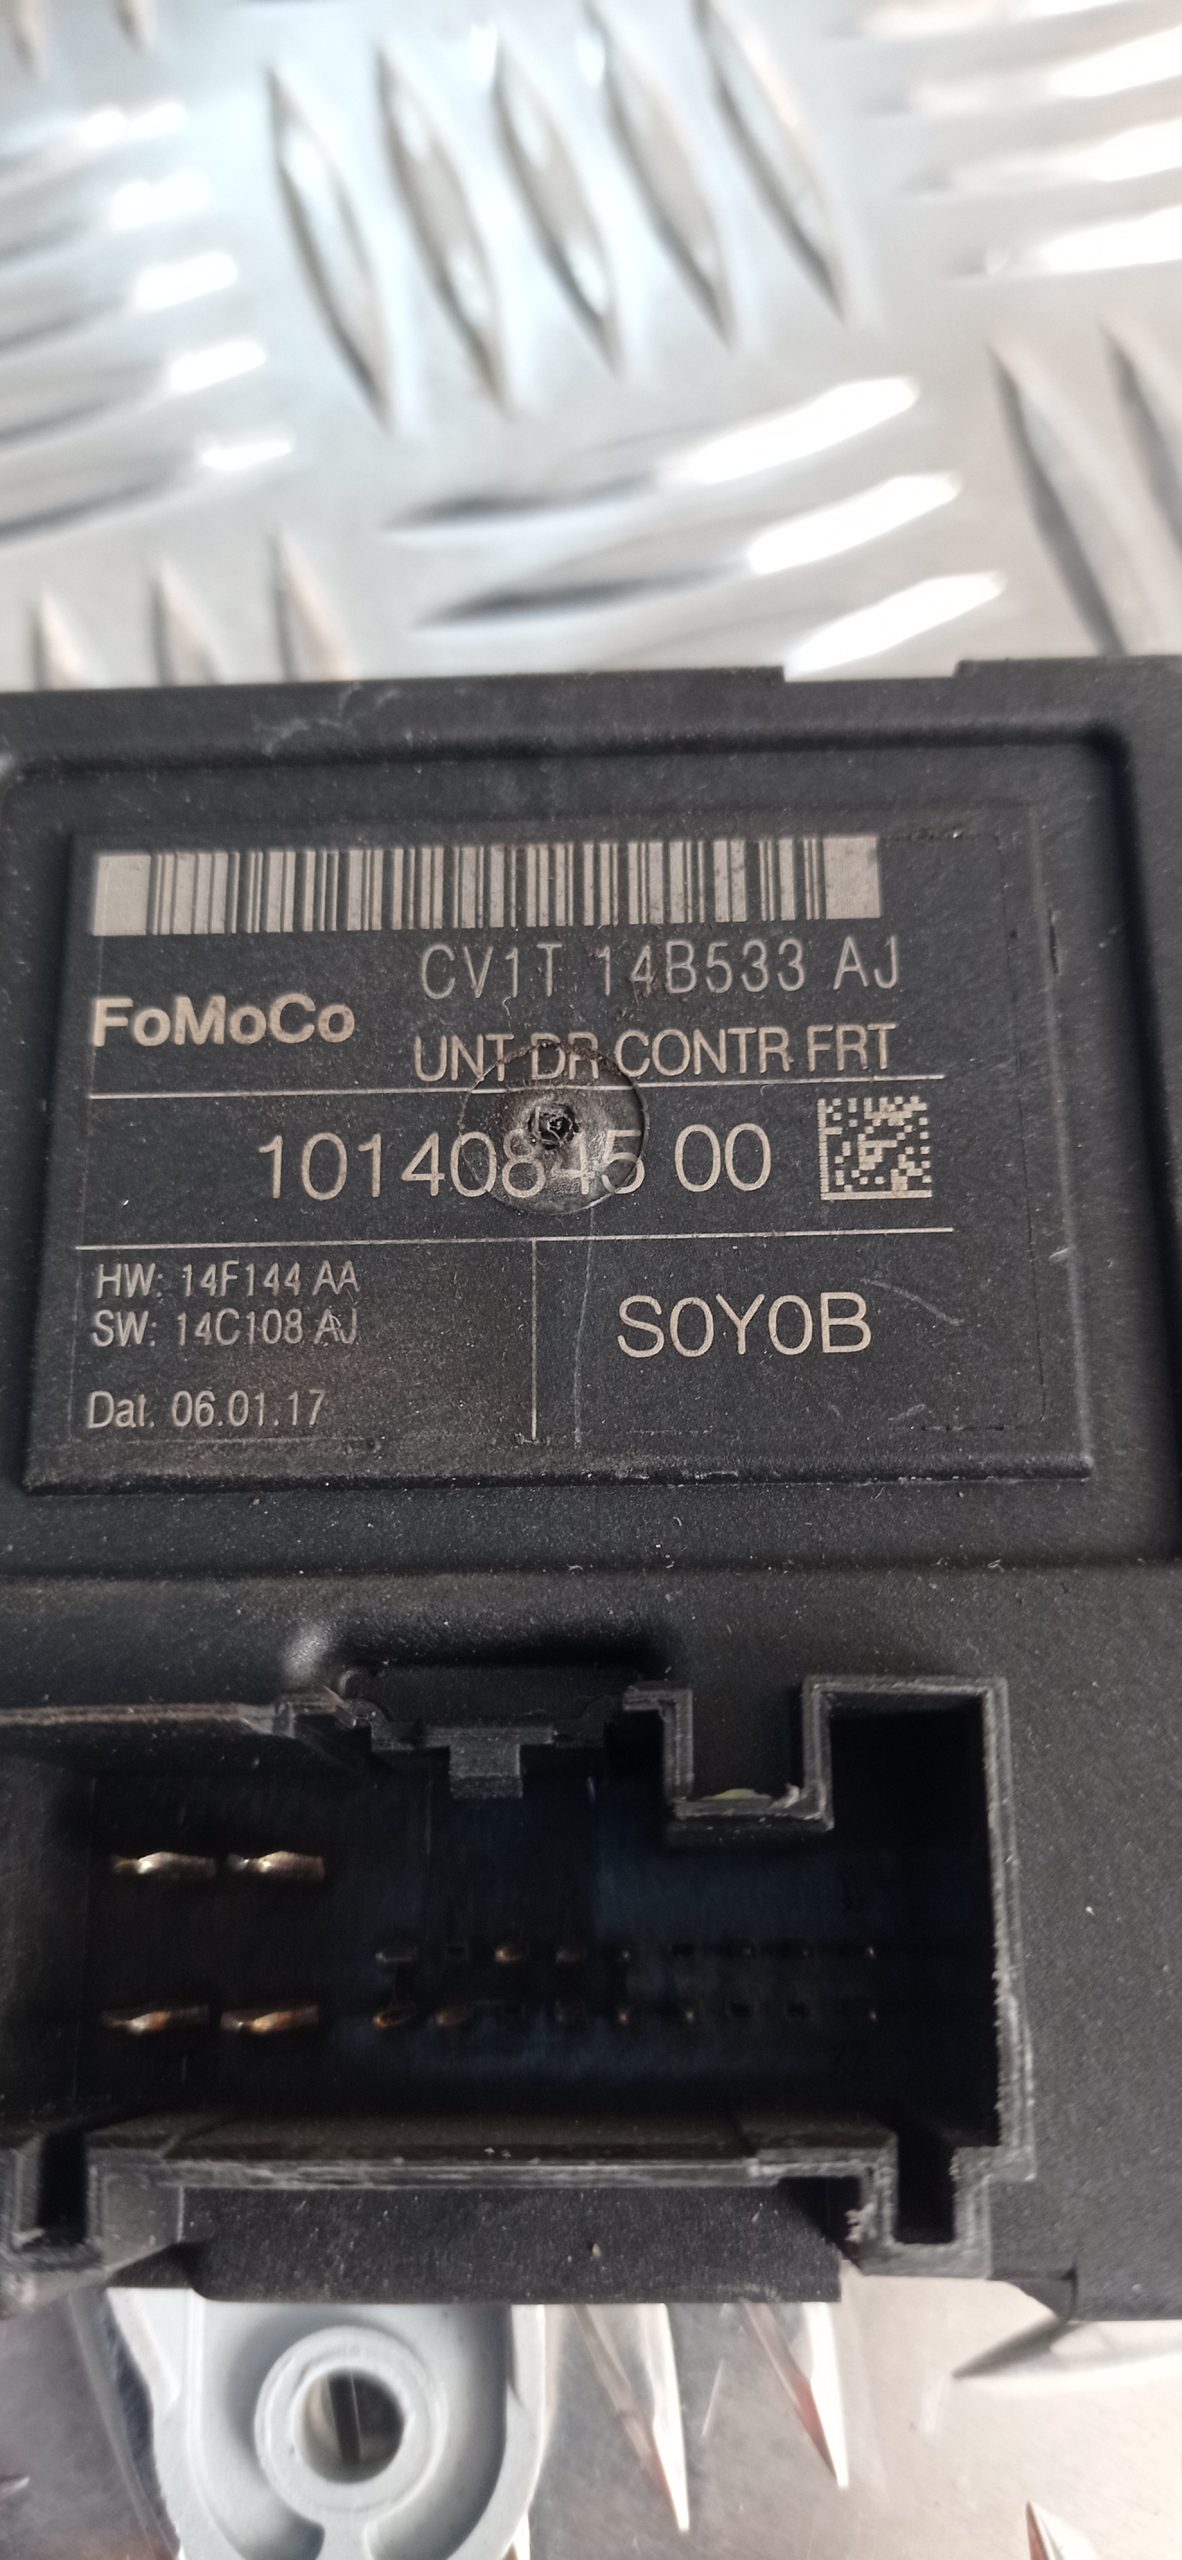 CV1T 14B533 AJ
FoMoCo
UNT DR CONTR FRT
10140845 00
HW: 14F144 AA
SW: 14C108 AJ
S0Y0B
Dat. 06.01.17